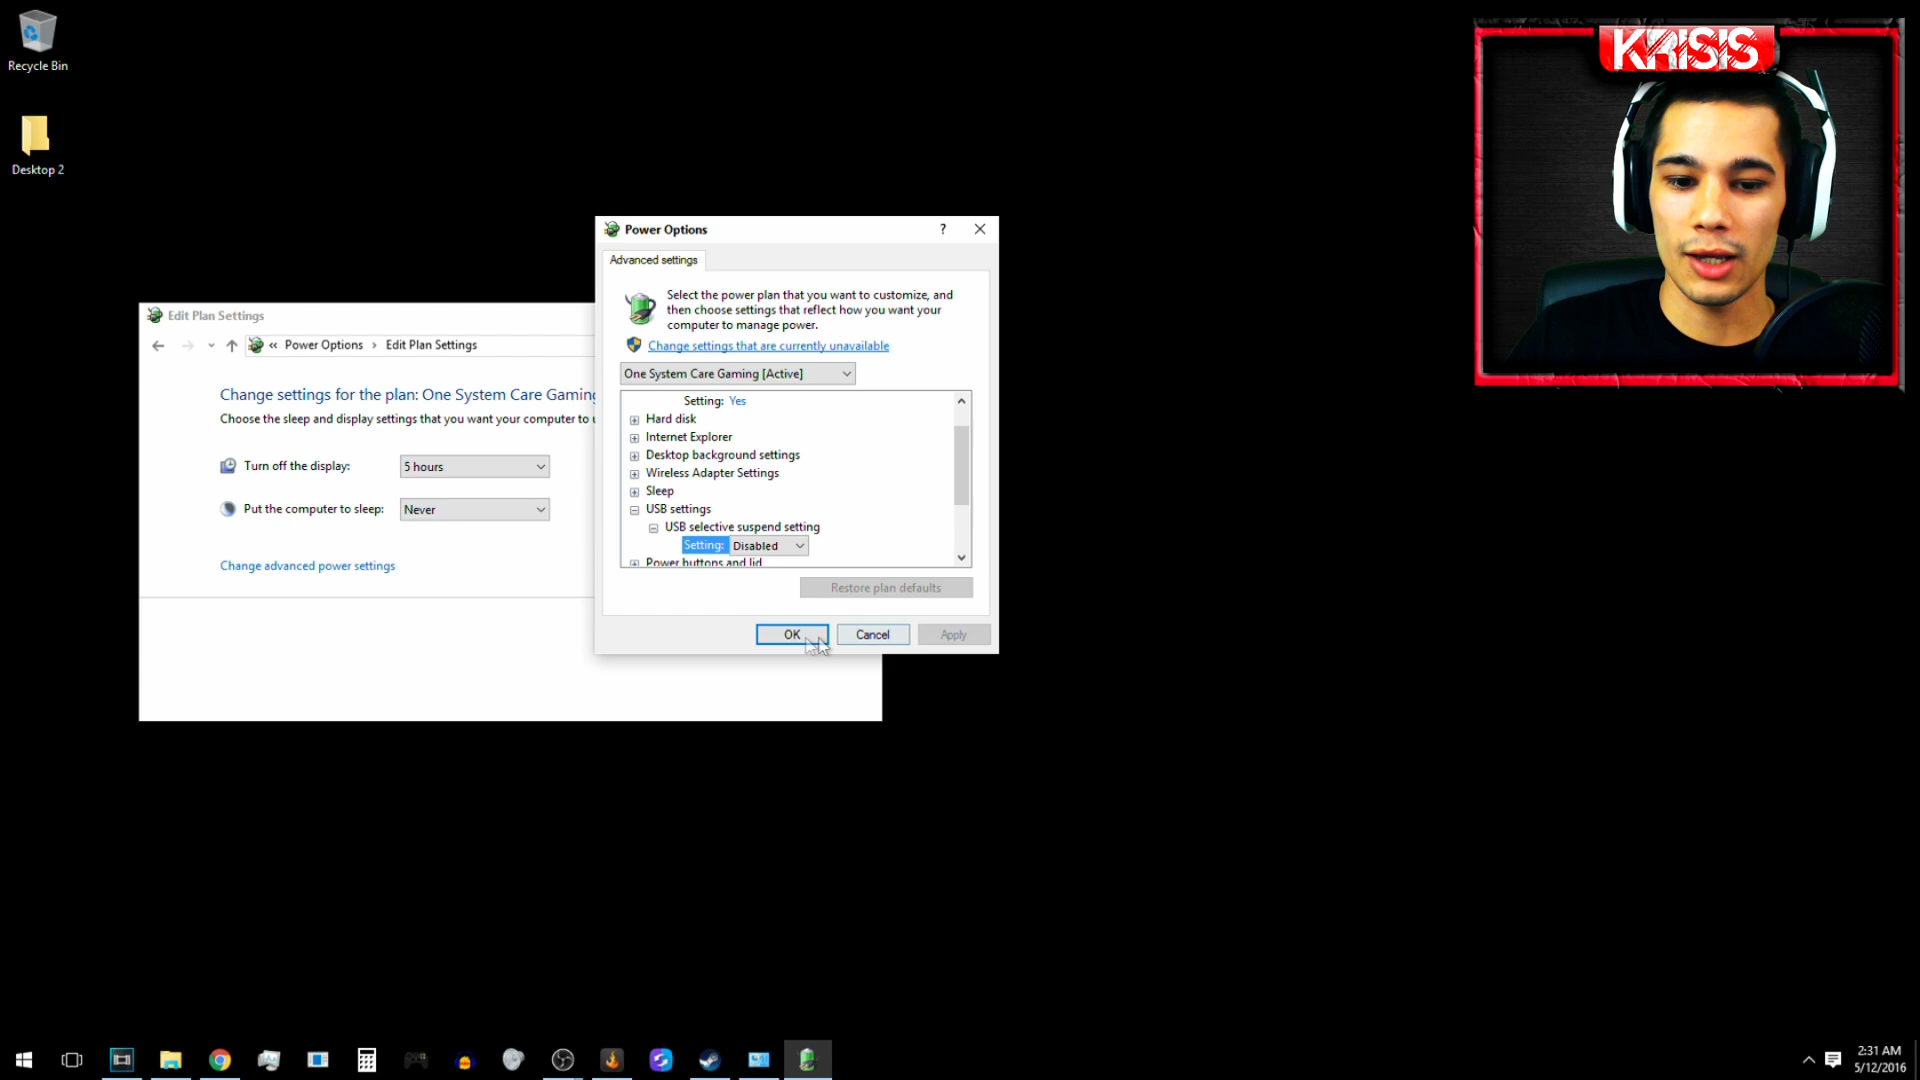 Recycle Bin
Desktop 2
KRISIS
Power Options
?
Advanced settings
Select the power plan that you want to customize, and
then choose settings that reflect how you want your
computer to manage power.
Change settings that are currently unavailable
One System Care Gaming [Active]
Setting: Yes
Hard disk
Internet Explorer
Desktop background settings
Wireless Adapter Settings
Sleep
USB settings
USB selective suspend setting
Setting: Disabled
Power buttons and lid
Restore plan defaults
OK
Cancel
Apply
Edit Plan Settings
« Power Options > Edit Plan Settings
Change settings for the plan: One System Care Gaming
Choose the sleep and display settings that you want your computer to
Turn off the display:
5 hours
Put the computer to sleep:
Never
Change advanced power settings
2:31 AM
5/12/2016